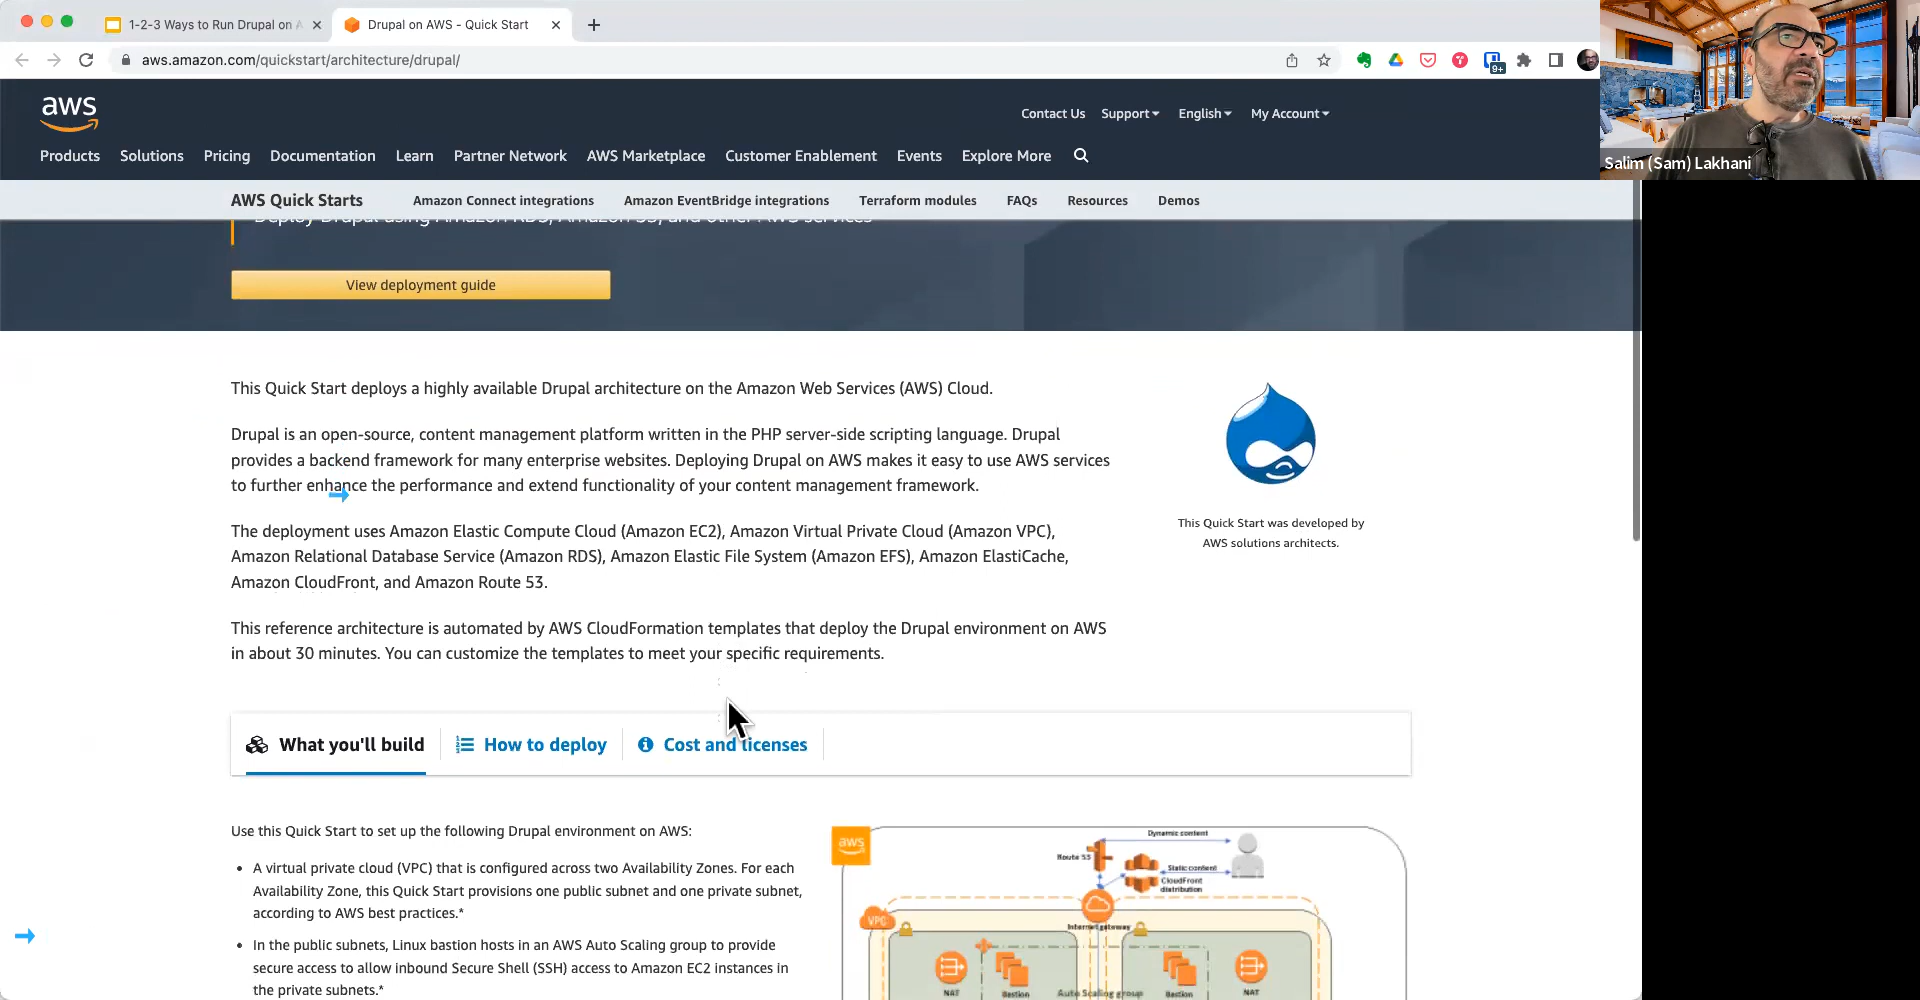 1-2-3 Ways to Run Drupal on A
Drupal on AWS - Quick Start
aws.amazon.com/quickstart/architecture/drupal/
9+
aws
Contact Us
Support
English
My Account
Products
Solutions
Pricing
Documentation
Learn
Partner Network
AWS Marketplace
Customer Enablement
Events
Explore More
Salim (Sam) Lakhani
AWS Quick Starts
Amazon Connect integrations
Amazon EventBridge integrations
Terraform modules
FAQs
Resources
Demos
Deploy Drupal using Amazon RDS, Amazon S3, and other AWS services
View deployment guide
This Quick Start deploys a highly available Drupal architecture on the Amazon Web Services (AWS) Cloud.
Drupal is an open-source, content management platform written in the PHP server-side scripting language. Drupal
provides a backend framework for many enterprise websites. Deploying Drupal on AWS makes it easy to use AWS services
to further enhance the performance and extend functionality of your content management framework.
The deployment uses Amazon Elastic Compute Cloud (Amazon EC2), Amazon Virtual Private Cloud (Amazon VPC),
Amazon Relational Database Service (Amazon RDS), Amazon Elastic File System (Amazon EFS), Amazon ElastiCache,
Amazon CloudFront, and Amazon Route 53.
This reference architecture is automated by AWS CloudFormation templates that deploy the Drupal environment on AWS
in about 30 minutes. You can customize the templates to meet your specific requirements.
This Quick Start was developed by
AWS solutions architects.
What you'll build
How to deploy
Cost and licenses
Use this Quick Start to set up the following Drupal environment on AWS:
• A virtual private cloud (VPC) that is configured across two Availability Zones. For each
Availability Zone, this Quick Start provisions one public subnet and one private subnet,
according to AWS best practices.*
• In the public subnets, Linux bastion hosts in an AWS Auto Scaling group to provide
secure access to allow inbound Secure Shell (SSH) access to Amazon EC2 instances in
the private subnets.*
aws
Dynamic content
Route 53
Static content
CloudFront
distribution
VPC
Internet gateway
NAT
Bastion
Auto Scaling group
Bastion
NAT